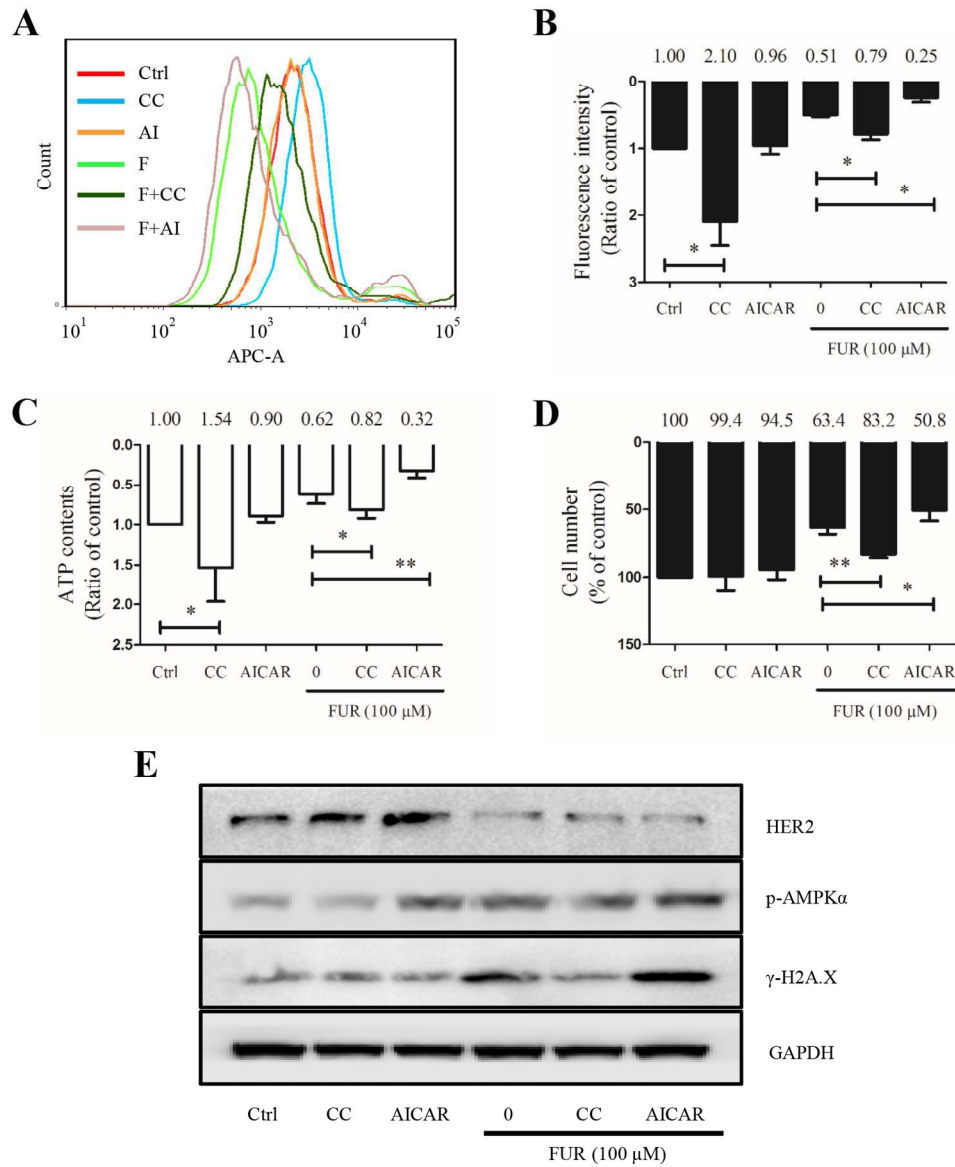 A
Ctrl
CC
AI
F
F+CC
F+AI
Count
0
10¹ 10² 10³ 10⁴ 10⁵
APC-A
B
1.00 2.10 0.96 0.51 0.79 0.25
Fluorescence intensity
(Ratio of control)
0
1
2
3
*
*
*
Ctrl CC AICAR 0 CC AICAR
FUR (100 μM)
C
1.00 1.54 0.90 0.62 0.82 0.32
ATP contents
(Ratio of control)
0.0
0.5
1.0
1.5
2.0
2.5
*
**
*
Ctrl CC AICAR 0 CC AICAR
FUR (100 μM)
D
100 99.4 94.5 63.4 83.2 50.8
Cell number
(% of control)
0
50
100
150
**
*
Ctrl CC AICAR 0 CC AICAR
FUR (100 μM)
E
HER2
p-AMPKα
γ-H2A.X
GAPDH
Ctrl CC AICAR 0 CC AICAR
FUR (100 μM)